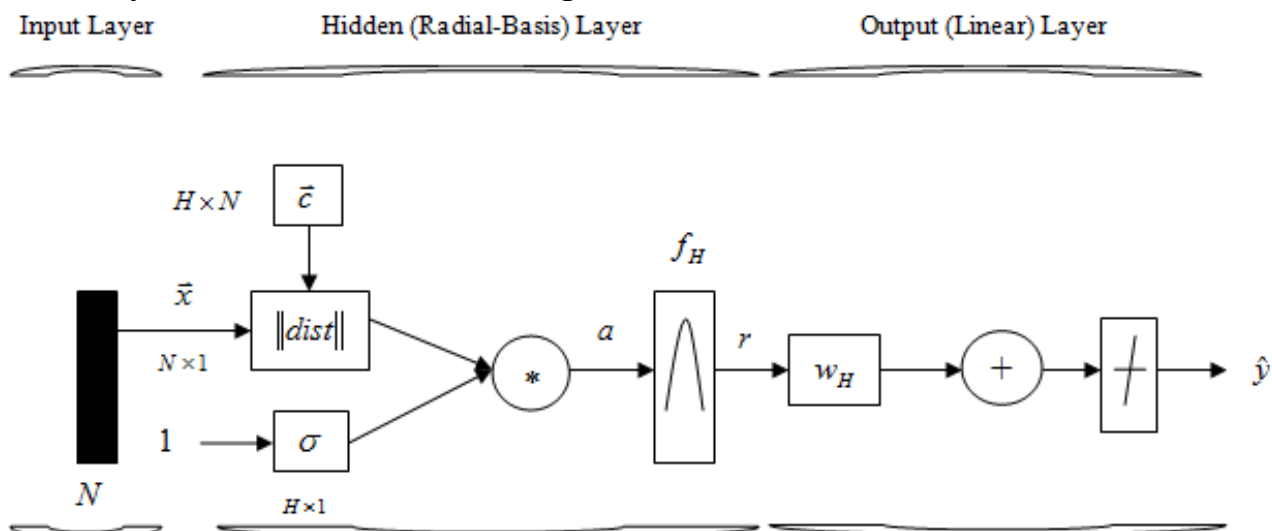 Input Layer Hidden (Radial-Basis) Layer Output (Linear) Layer
H×N
c⃗
f_H
x⃗
‖dist‖
N×1
*
a
r
w_H
+
ŷ
1
σ
N
H×1